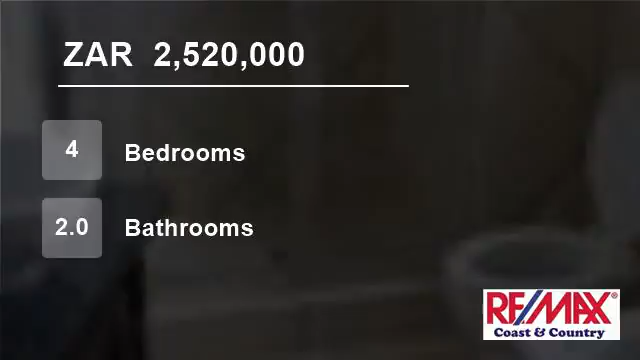 ZAR 2,520,000
4 Bedrooms
2.0 Bathrooms
RE/MAX®
Coast & Country